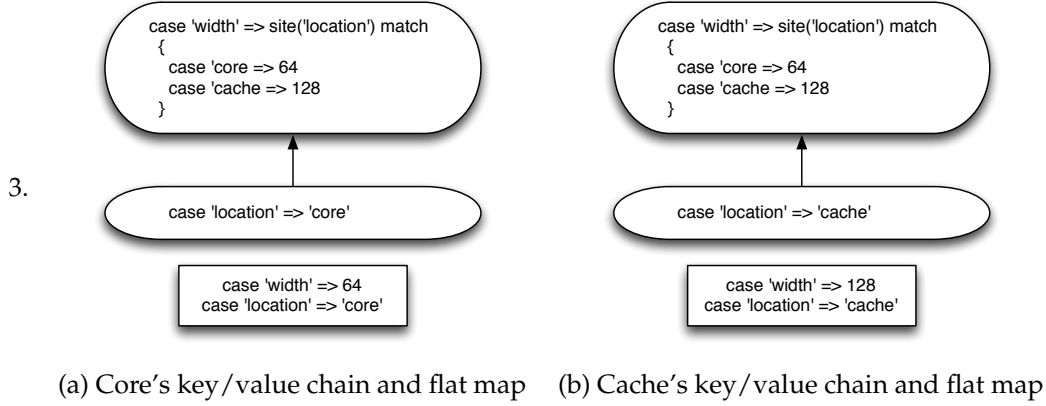 case 'width' => site('location') match
{
case 'core => 64
case 'cache => 128
}
case 'width' => site('location') match
{
case 'core => 64
case 'cache => 128
}
3.
case 'location' => 'core'
case 'location' => 'cache'
case 'width' => 64
case 'location' => 'core'
case 'width' => 128
case 'location' => 'cache'
(a) Core's key/value chain and flat map
(b) Cache's key/value chain and flat map